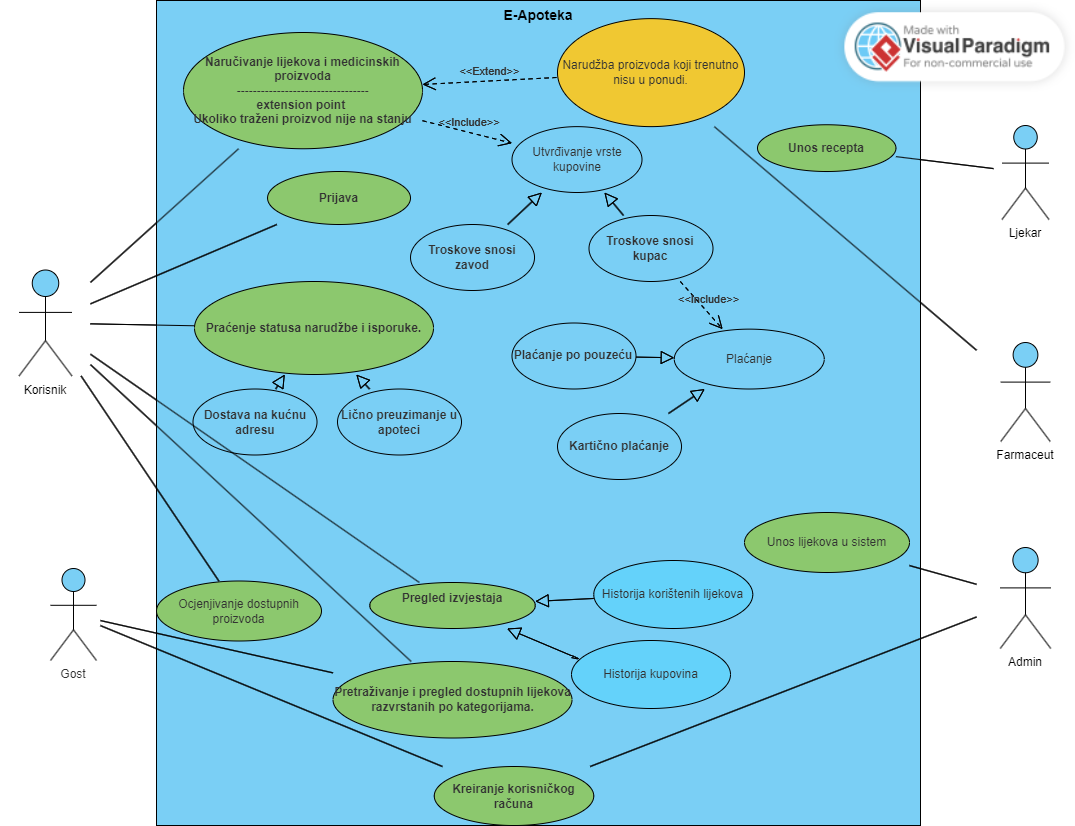 E-Apoteka
Made with
Visual Paradigm
For non-commercial use
Naručivanje lijekova i medicinskih
proizvoda
--------------------------------
extension point
Ukoliko traženi proizvod nije na stanju
<<Extend>>
Narudžba proizvoda koji trenutno
nisu u ponudi.
<<Include>>
Utvrđivanje vrste
kupovine
Unos recepta
Ljekar
Prijava
Troskove snosi
zavod
Troskove snosi
kupac
<<Include>>
Korisnik
Praćenje statusa narudžbe i isporuke.
Plaćanje po pouzeću
Plaćanje
Dostava na kućnu
adresu
Lično preuzimanje u
apoteci
Kartično plaćanje
Farmaceut
Unos lijekova u sistem
Ocjenjivanje dostupnih
proizvoda
Pregled izvjestaja
Historija korištenih lijekova
Historija kupovina
Gost
Admin
Pretraživanje i pregled dostupnih lijekova
razvrstanih po kategorijama.
Kreiranje korisničkog
računa